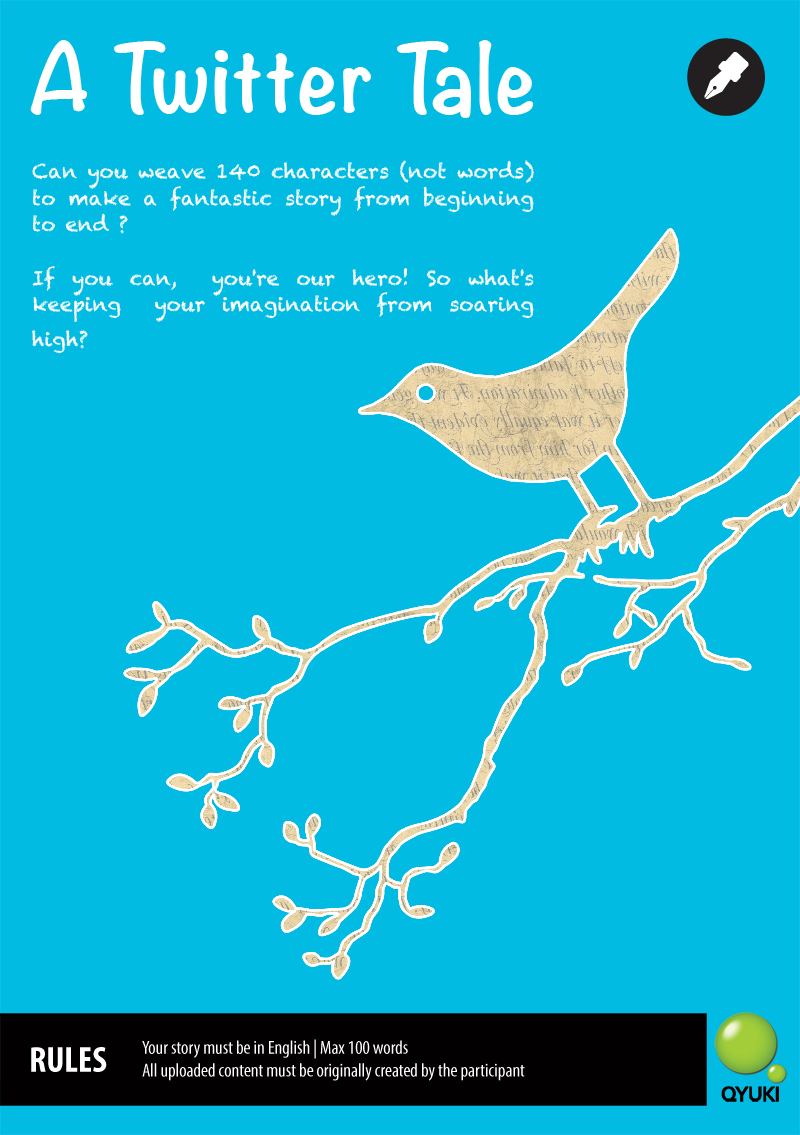 A Twitter Tale
Can you weave 140 characters (not words)
to make a fantastic story from beginning
to end ?
If you can, you're our hero! So what's
keeping your imagination from soaring
high?
RULES
Your story must be in English | Max 100 words
All uploaded content must be originally created by the participant
QYUKI